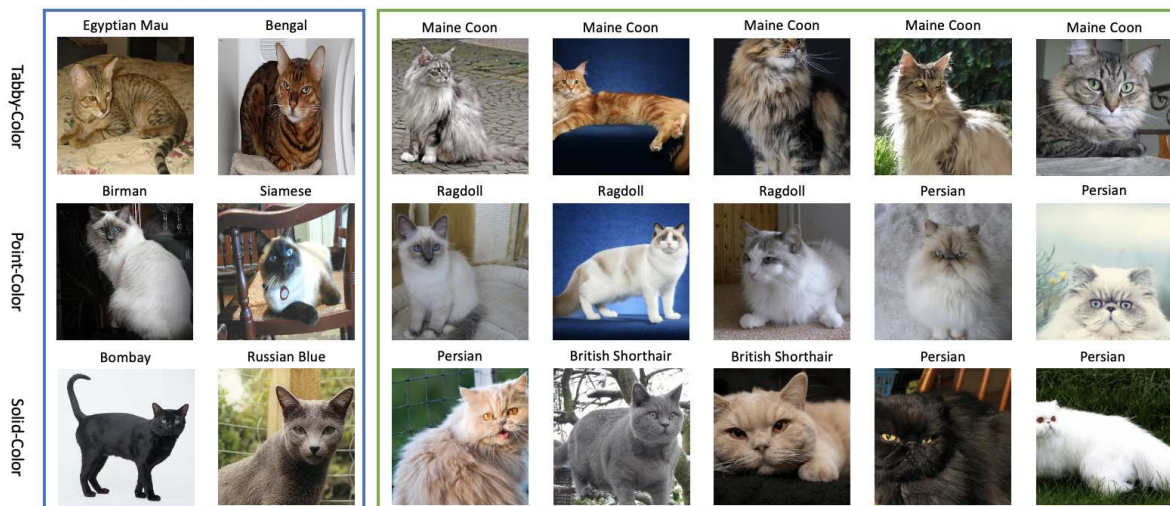 Egyptian Mau Bengal Maine Coon Maine Coon Maine Coon Maine Coon Maine Coon
Tabby-Color
Birman Siamese Ragdoll Ragdoll Ragdoll Persian Persian
Point-Color
Bombay Russian Blue Persian British Shorthair British Shorthair Persian Persian
Solid-Color